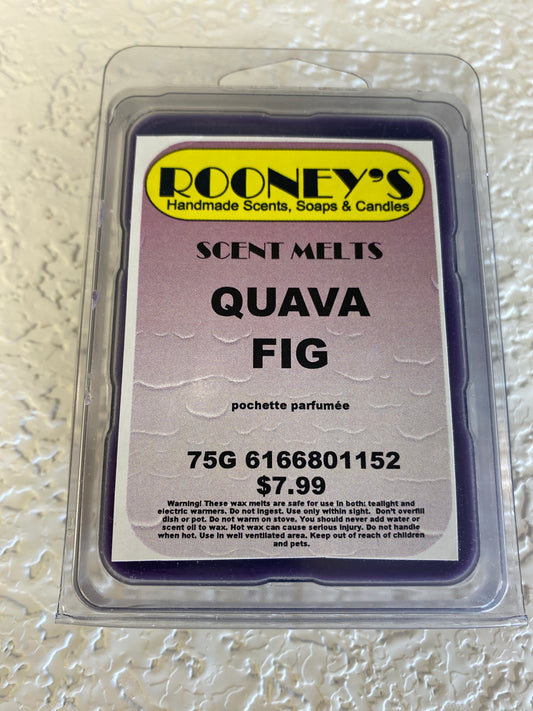 ROONEY'S
Handmade Scents, Soaps & Candles
SCENT MELTS
QUAVA
FIG
pochette parfumée
75G 6166801152
$7.99
Warning! These wax melts are safe for use in both: tealight and
electric warmers. Do not ingest. Use only within sight. Don't overfill
dish or pot. Do not warm on stove. You should never add water or
scent oil to wax. Hot wax can cause serious injury. Do not handle
when hot. Use in well ventilated area. Keep out of reach of children
and pets.